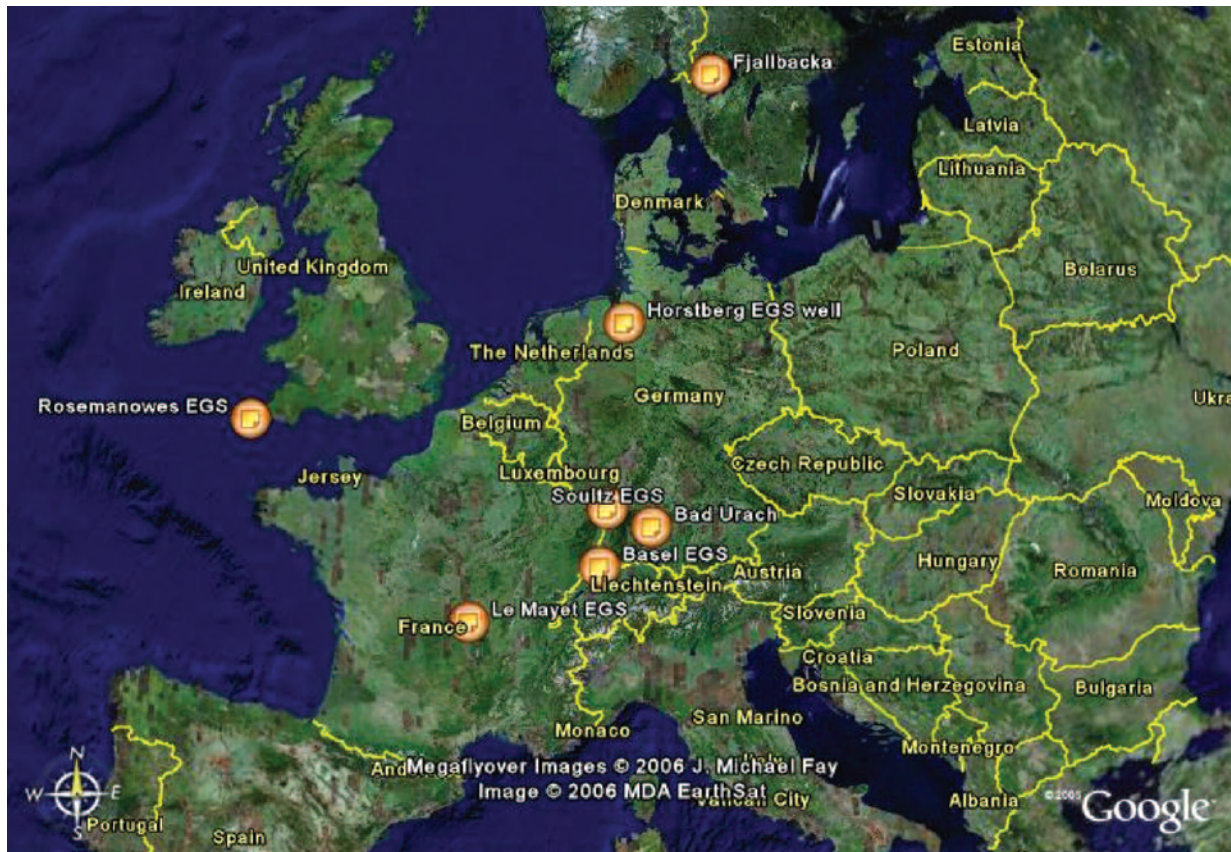 Fjallbacka
Estonia
Latvia
Lithuania
Denmark
United Kingdom
Ireland
Belarus
Horstberg EGS well
The Netherlands
Poland
Germany
Ukra
Rosemanowes EGS
Belgium
Czech Republic
Luxembourg
Jersey
Slovakia
Moldova
Soultz EGS
Bad Urach
Basel EGS
Hungary
Austria
Romania
Liechtenstein
Le Mayet EGS
Slovenia
France
Croatia
Bosnia and Herzegovina
Bulgaria
San Marino
Monaco
Montenegro
N
W E
S
And
Megaflyover Images © 2006 J. Michael Fay
Image © 2006 MDA EarthSat
Vatican City
Albania
© 2005 Google
Portugal
Spain